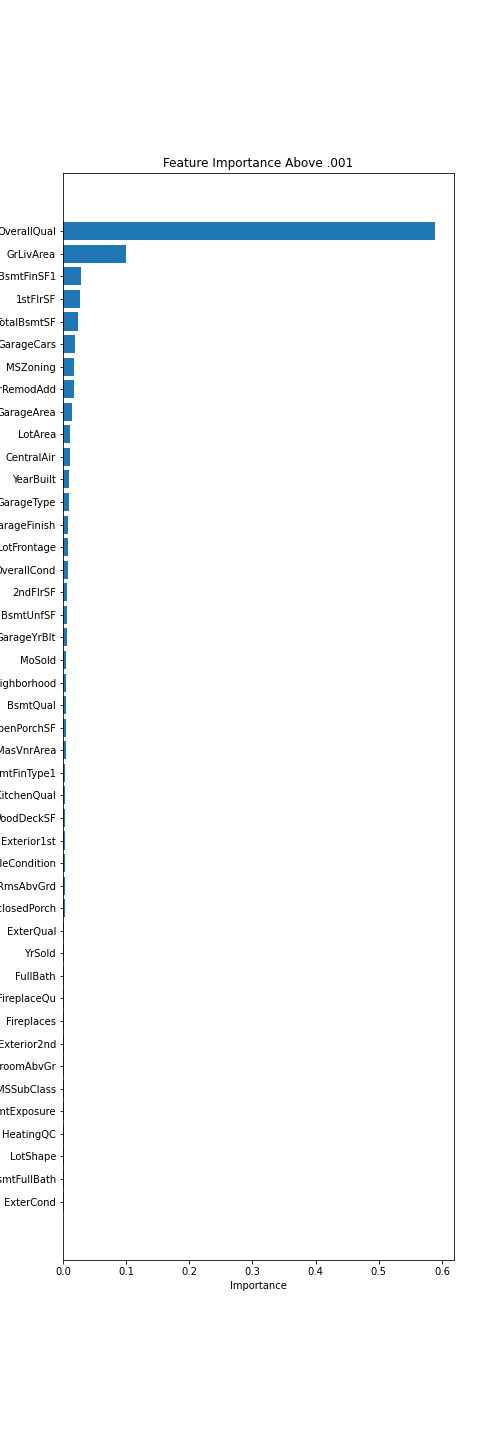 Feature Importance Above .001
OverallQual
GrLivArea
BsmtFinSF1
1stFlrSF
TotalBsmtSF
GarageCars
MSZoning
rRemodAdd
GarageArea
LotArea
CentralAir
YearBuilt
GarageType
arageFinish
LotFrontage
OverallCond
2ndFlrSF
BsmtUnfSF
GarageYrBlt
MoSold
ighborhood
BsmtQual
penPorchSF
MasVnrArea
mtFinType1
KitchenQual
WoodDeckSF
Exterior1st
leCondition
RmsAbvGrd
closedPorch
ExterQual
YrSold
FullBath
FireplaceQu
Fireplaces
Exterior2nd
roomAbvGr
MSSubClass
mtExposure
HeatingQC
LotShape
smtFullBath
ExterCond
0.0 0.1 0.2 0.3 0.4 0.5 0.6
Importance